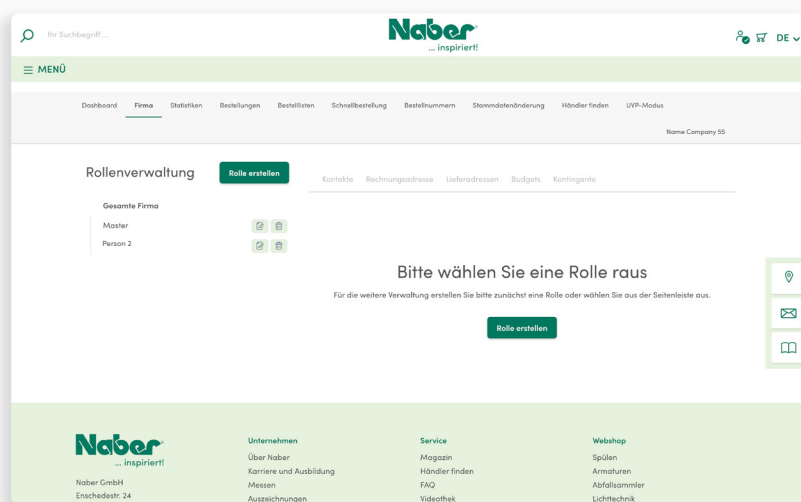 Ihr Suchbegriff ...
Naber
... inspiriert!
DE
MENÜ
Dashboard Firma Statistiken Bestellungen Bestelllisten Schnellbestellung Bestellnummern Stammdatenänderung Händler finden UVP-Modus
Name Company 55
Rollenverwaltung
Rolle erstellen
Kontakte Rechnungsadresse Lieferadressen Budgets Kontingente
Gesamte Firma
Master
Person 2
Bitte wählen Sie eine Rolle raus
Für die weitere Verwaltung erstellen Sie bitte zunächst eine Rolle oder wählen Sie aus der Seitenleiste aus.
Rolle erstellen
Naber
... inspiriert!
Naber GmbH
Enschedestr. 24
Unternehmen
Über Naber
Karriere und Ausbildung
Messen
Auszeichnungen
Service
Magazin
Händler finden
FAQ
Videothek
Webshop
Spülen
Armaturen
Abfallsammler
Lichttechnik